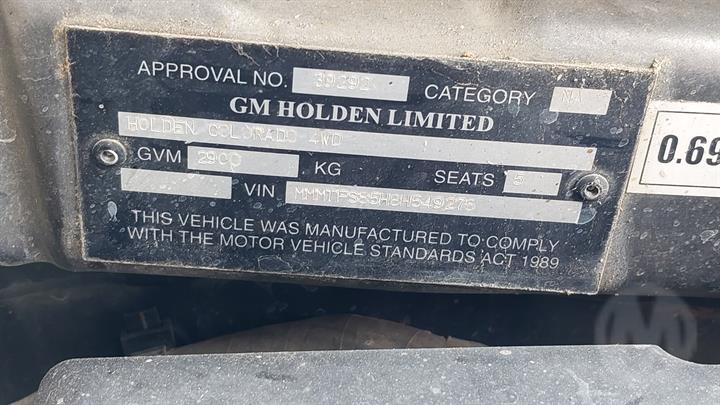 APPROVAL NO. 39292 CATEGORY NA
GM HOLDEN LIMITED
HOLDEN COLORADO 4WD
GVM 2900 KG SEATS 5
VIN
THIS VEHICLE WAS MANUFACTURED TO COMPLY
WITH THE MOTOR VEHICLE STANDARDS ACT 1989
0.69
M